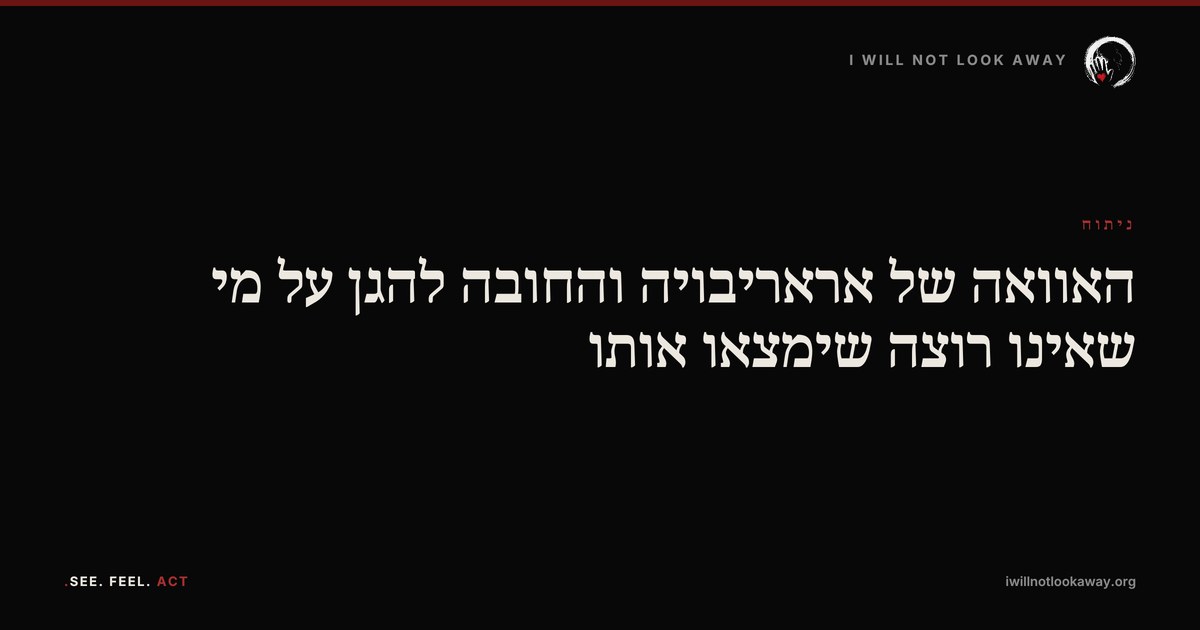 I WILL NOT LOOK AWAY
ניתוח
האוואה של אראריבויה והחובה להגן על מי
שאינו רוצה שימצאו אותו
.SEE. FEEL. ACT
iwillnotlookaway.org